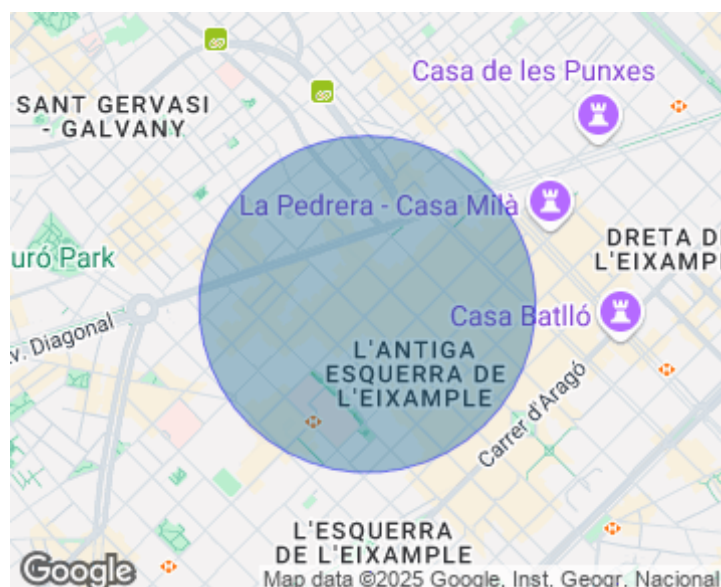 Casa de les Punxes
SANT GERVASI
- GALVANY
La Pedrera - Casa Milà
DRETA D
L'EIXAMPL
uró Park
Casa Batlló
v. Diagonal
L'ANTIGA
ESQUERRA DE
L'EIXAMPLE
Carrer d'Aragó
L'ESQUERRA
DE L'EIXAMPLE
Google
Map data ©2025 Google, Inst. Geogr. Nacional